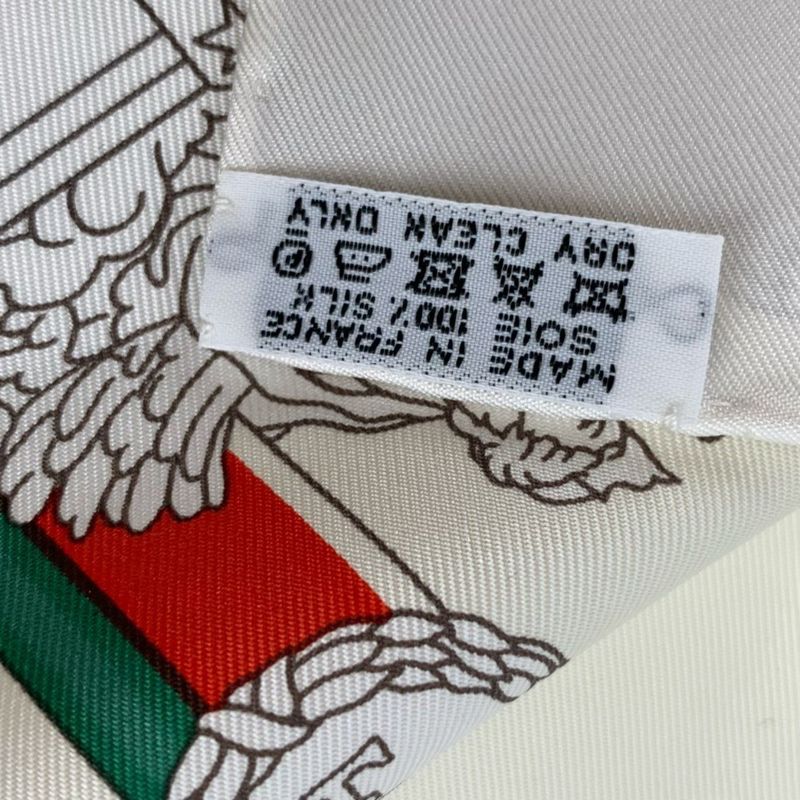 MADE IN FRANCE
SOIE 100% SILK
P
DRY CLEAN ONLY